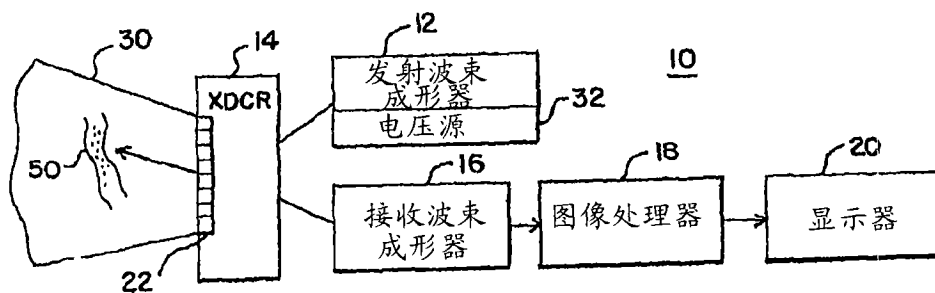 30
14
12
10
XDCR
发射波束
成形器
32
电压源
50
16
18
20
接收波束
成形器
图像处理器
显示器
22